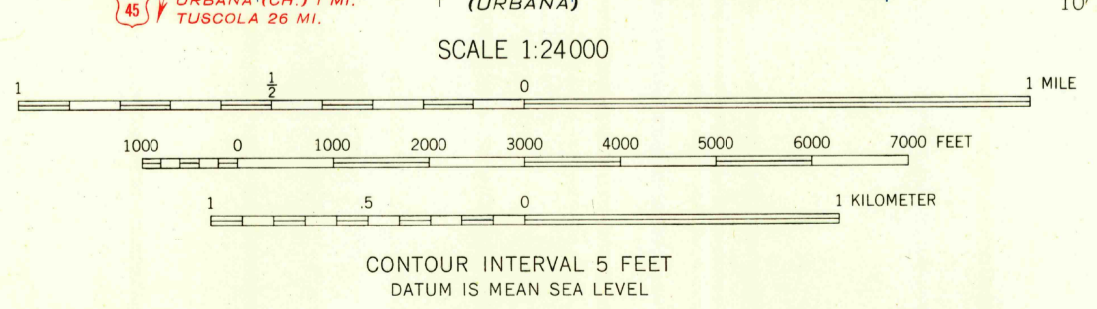 45 URBANA (CH.) 1 MI.
TUSCOLA 26 MI.
(URBANA)
10'
SCALE 1:24000
1 1/2 0 1 MILE
1000 0 1000 2000 3000 4000 5000 6000 7000 FEET
1 .5 0 1 KILOMETER
CONTOUR INTERVAL 5 FEET
DATUM IS MEAN SEA LEVEL